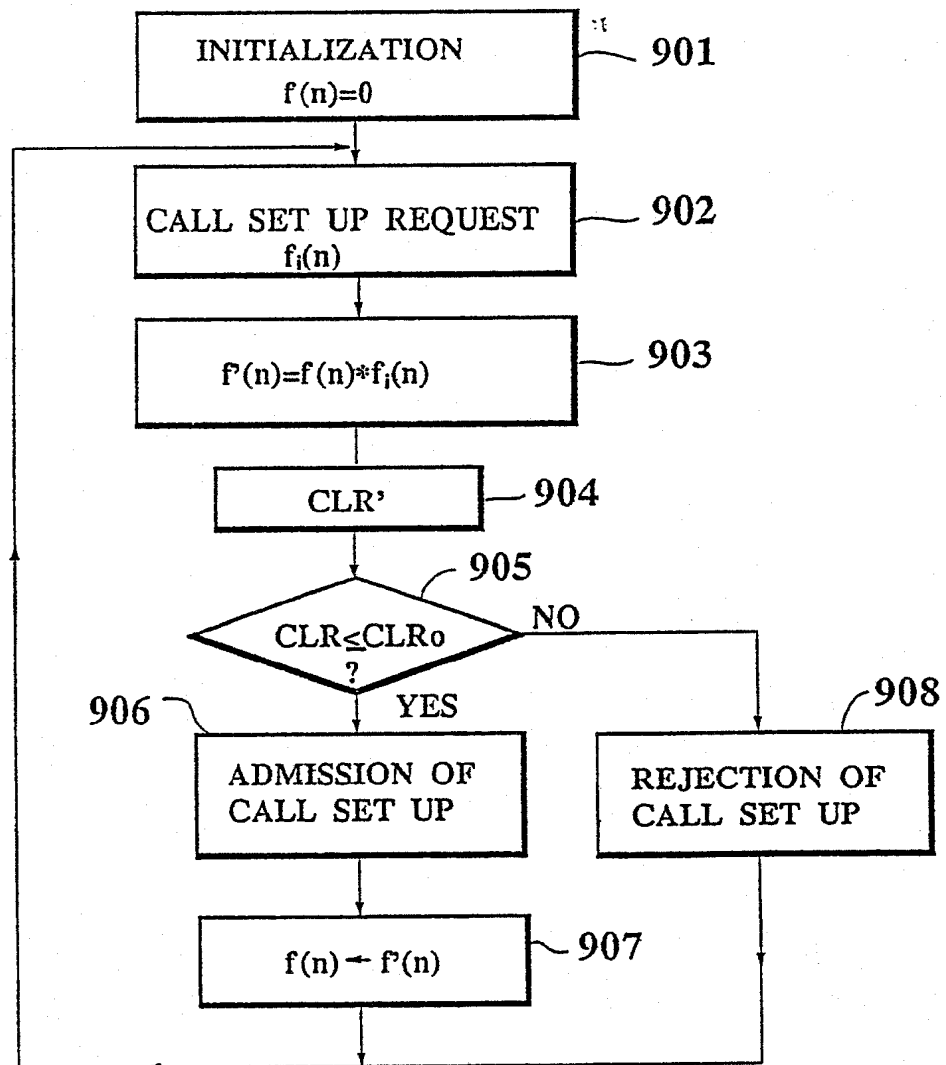 INITIALIZATION
f(n)=0
901
CALL SET UP REQUEST
fᵢ(n)
902
f'(n)=f(n)*fᵢ(n)
903
CLR'
904
905
CLR≤CLRo
?
NO
YES
906
ADMISSION OF
CALL SET UP
908
REJECTION OF
CALL SET UP
f(n) ← f'(n)
907